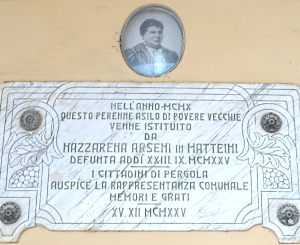 NELL'ANNO MCMX
QUESTO PERENNE ASILO DI POVERE VECCHIE
VENNE ISTITUITO
DA
NAZZARENA ARSENI IN MATTEINI
DEFUNTA ADDÌ XXIII.IX.MCMXXV
I CITTADINI DI PERGOLA
AUSPICE LA RAPPRESENTANZA COMUNALE
MEMORI E GRATI
XV.XII MCMXXV